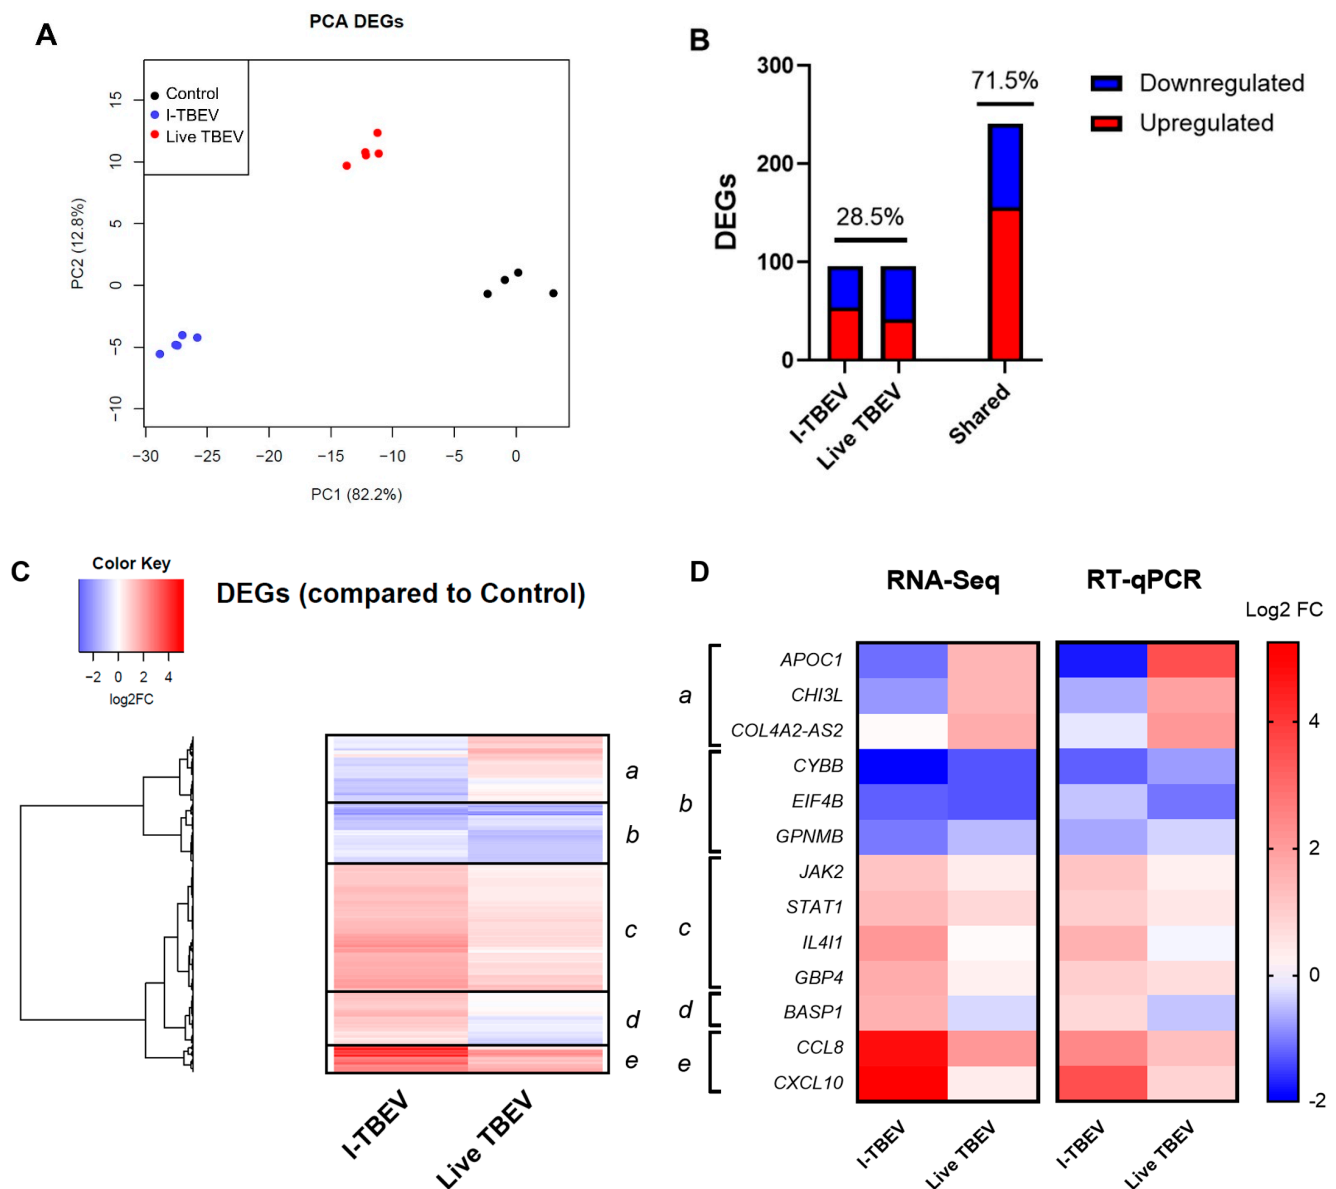 A
PCA DEGs
Control
I-TBEV
Live TBEV
15
10
5
0
−5
−10
PC2 (12.8%)
−30 −25 −20 −15 −10 −5 0
PC1 (82.2%)
B
300
200
100
0
DEGs
28.5%
71.5%
Downregulated
Upregulated
I-TBEV
Live TBEV
Shared
C
Color Key
−2 0 2 4
log2FC
DEGs (compared to Control)
a
b
c
d
e
I-TBEV
Live TBEV
D
RNA-Seq
RT-qPCR
Log2 FC
a
b
c
d
e
APOC1
CHI3L
COL4A2-AS2
CYBB
EIF4B
GPNMB
JAK2
STAT1
IL4I1
GBP4
BASP1
CCL8
CXCL10
4
2
0
-2
I-TBEV
Live TBEV
I-TBEV
Live TBEV